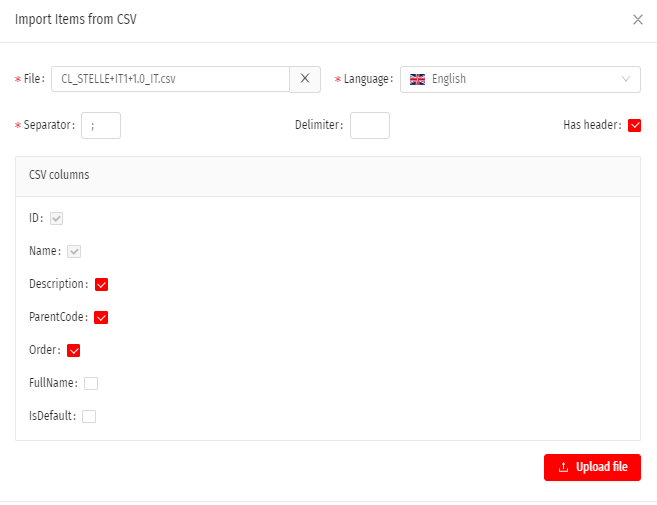 Import Items from CSV
* File: CL_STELLE+IT1+1.0_IT.csv * Language: English
* Separator: ; Delimiter: Has header:
CSV columns
ID:
Name:
Description:
ParentCode:
Order:
FullName:
IsDefault:
Upload file